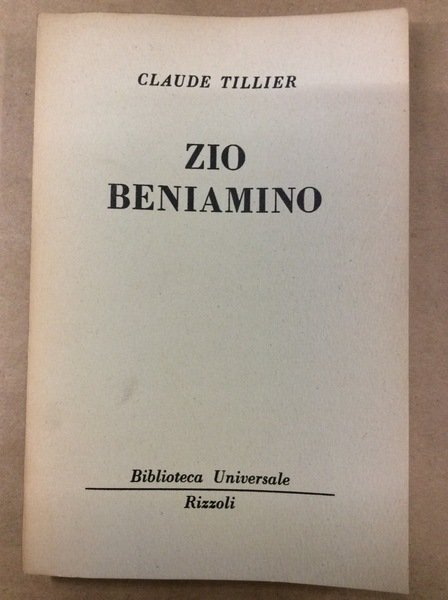 CLAUDE TILLIER
ZIO
BENIAMINO
Biblioteca Universale
Rizzoli